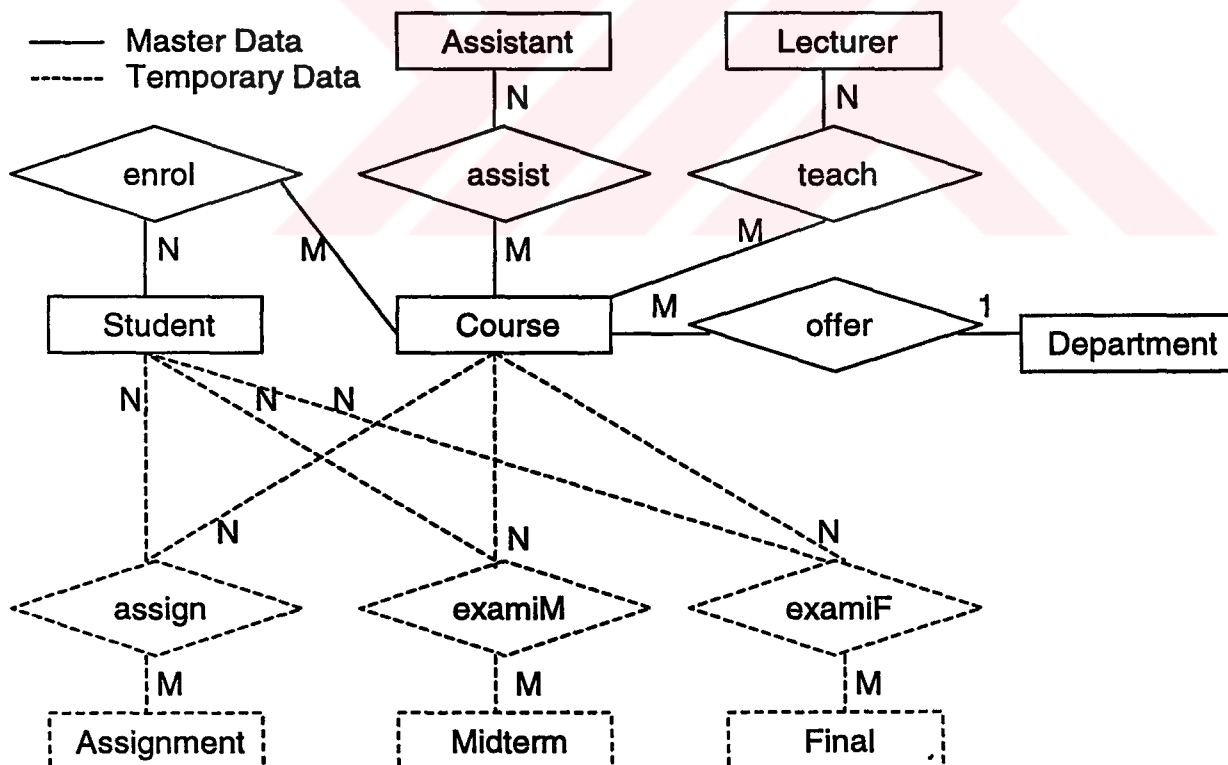 Master Data
Temporary Data
Assistant
Lecturer
N
N
enrol
assist
teach
N
M
M
M
Student
Course
M
offer
1
Department
N
N
N
N
N
N
assign
examiM
examiF
M
M
M
Assignment
Midterm
Final